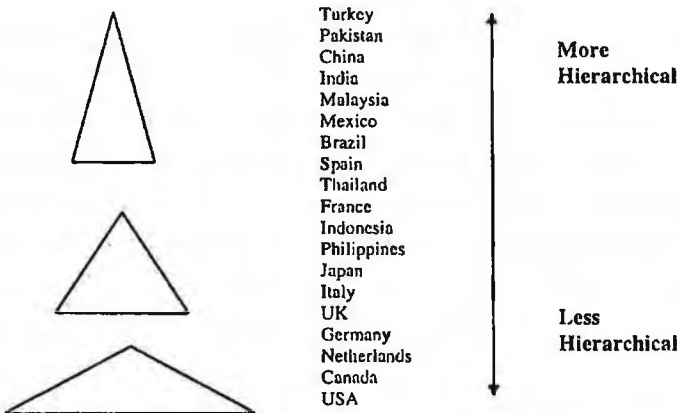 Turkey
Pakistan
China
India
Malaysia
Mexico
Brazil
Spain
Thailand
France
Indonesia
Philippines
Japan
Italy
UK
Germany
Netherlands
Canada
USA
More
Hierarchical
Less
Hierarchical